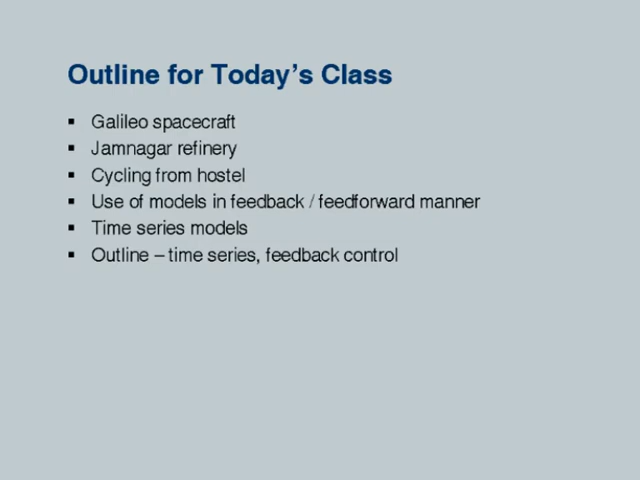 Outline for Today's Class
▪ Galileo spacecraft
▪ Jamnagar refinery
▪ Cycling from hostel
▪ Use of models in feedback / feedforward manner
▪ Time series models
▪ Outline – time series, feedback control